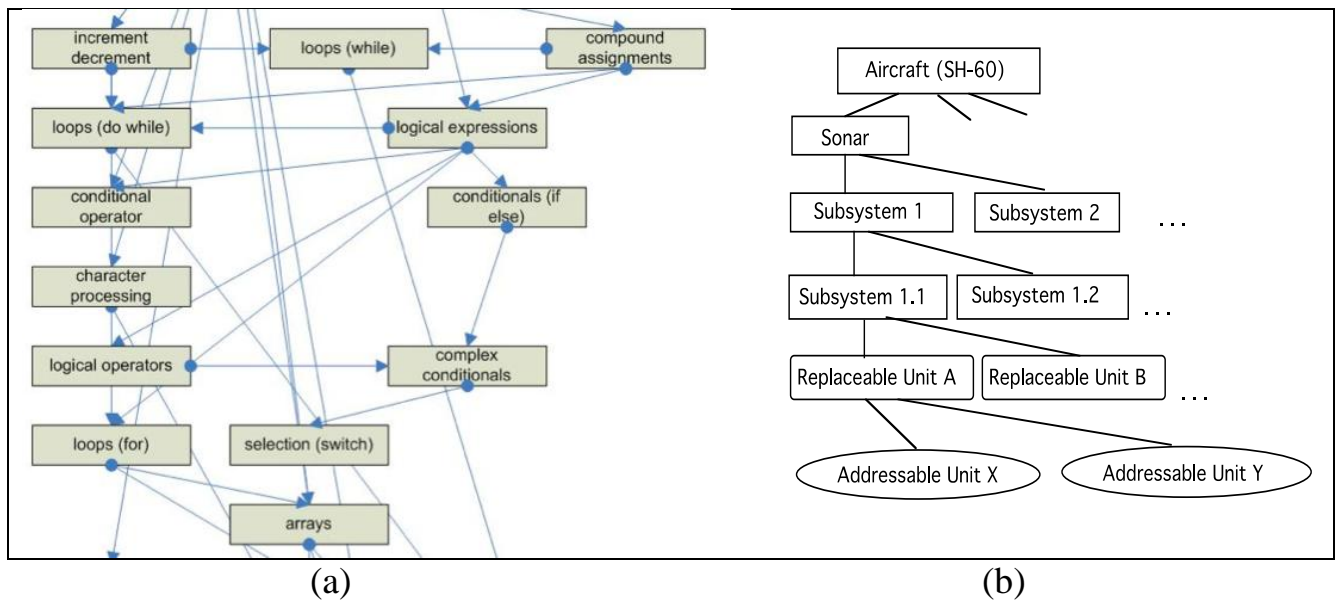 increment
decrement
loops (while)
compound
assignments
loops (do while)
logical expressions
conditional
operator
conditionals (if
else)
character
processing
logical operators
complex
conditionals
loops (for)
selection (switch)
arrays
(a)
Aircraft (SH-60)
Sonar
Subsystem 1
Subsystem 2
...
Subsystem 1.1
Subsystem 1.2
...
Replaceable Unit A
Replaceable Unit B
...
Addressable Unit X
Addressable Unit Y
(b)